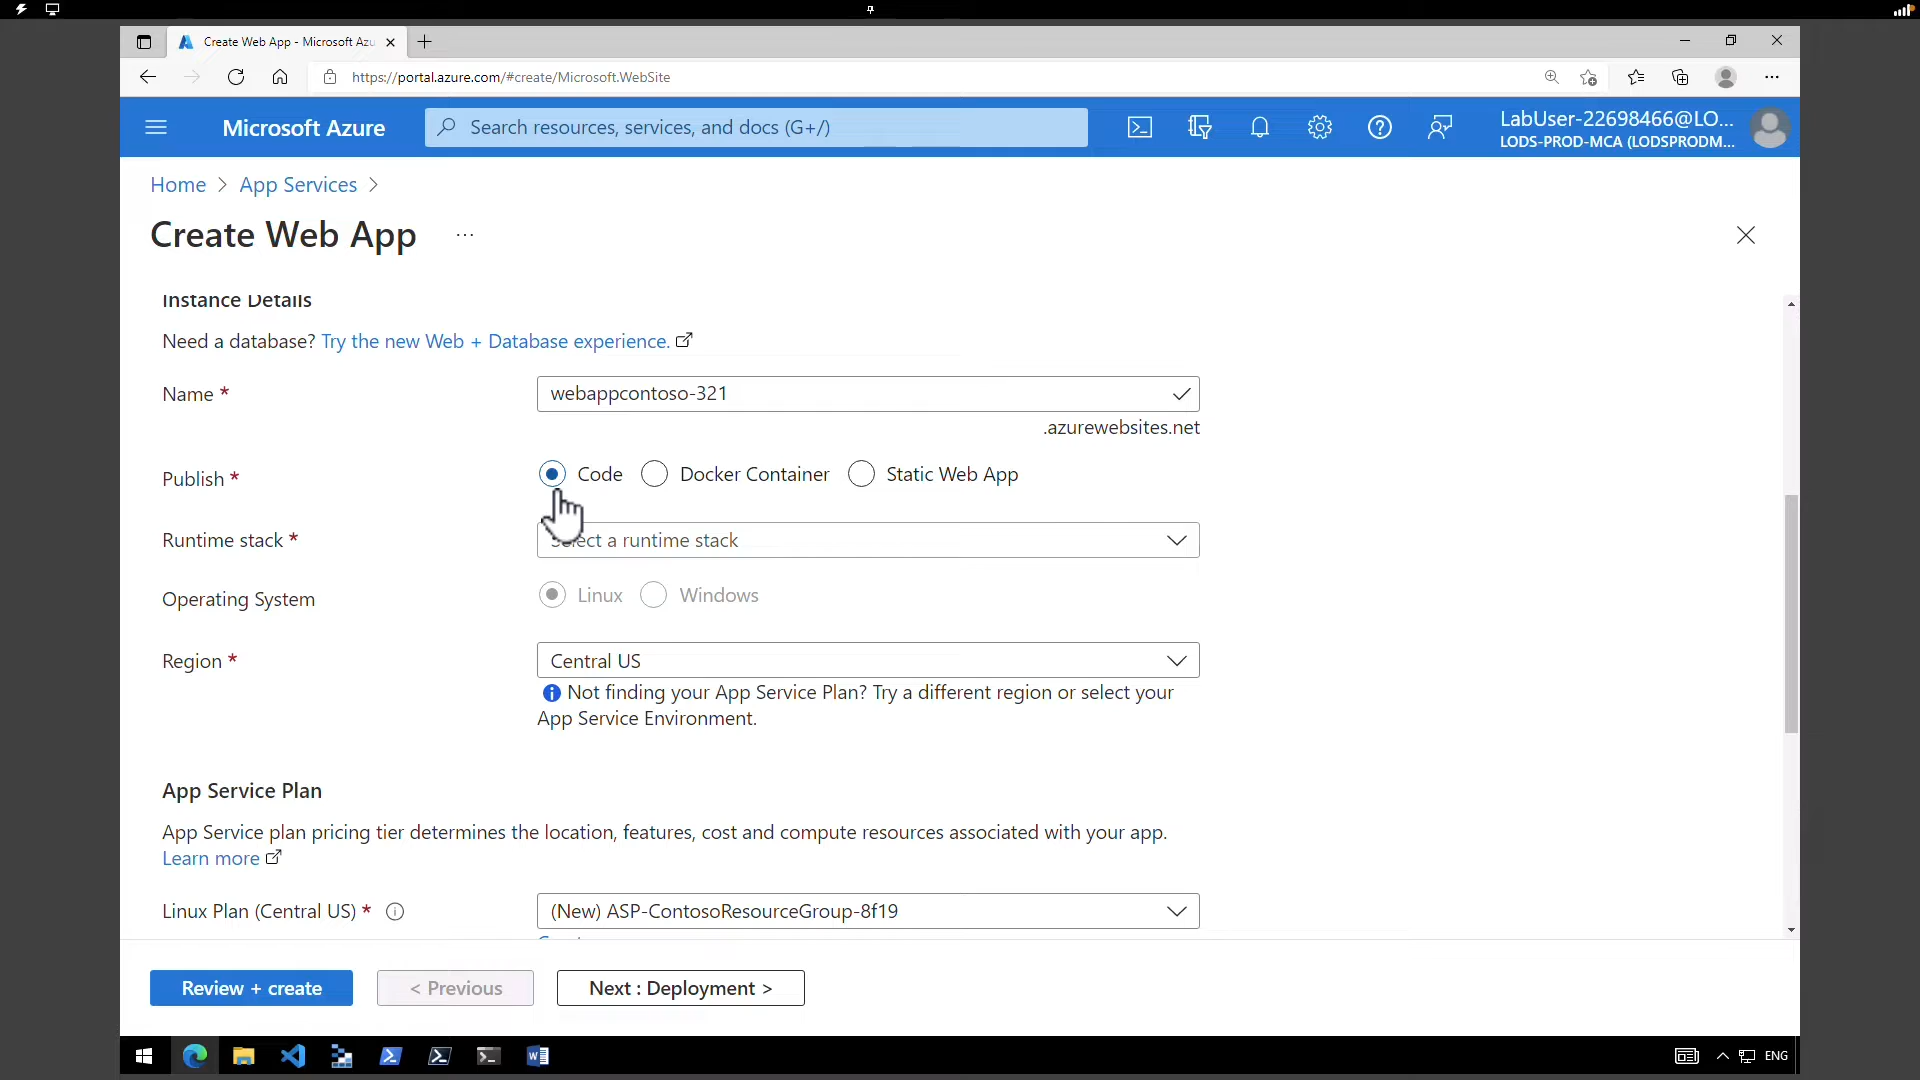 Create Web App - Microsoft Azu
https://portal.azure.com/#create/Microsoft.WebSite
Microsoft Azure
Search resources, services, and docs (G+/)
LabUser-22698466@LO...
LODS-PROD-MCA (LODSPRODM...
Home > App Services >
Create Web App ...
Instance Details
Need a database? Try the new Web + Database experience.
Name *
webappcontoso-321
.azurewebsites.net
Publish *
Code
Docker Container
Static Web App
Runtime stack *
Select a runtime stack
Operating System
Linux
Windows
Region *
Central US
Not finding your App Service Plan? Try a different region or select your
App Service Environment.
App Service Plan
App Service plan pricing tier determines the location, features, cost and compute resources associated with your app.
Learn more
Linux Plan (Central US) *
(New) ASP-ContosoResourceGroup-8f19
Review + create
< Previous
Next : Deployment >
ENG